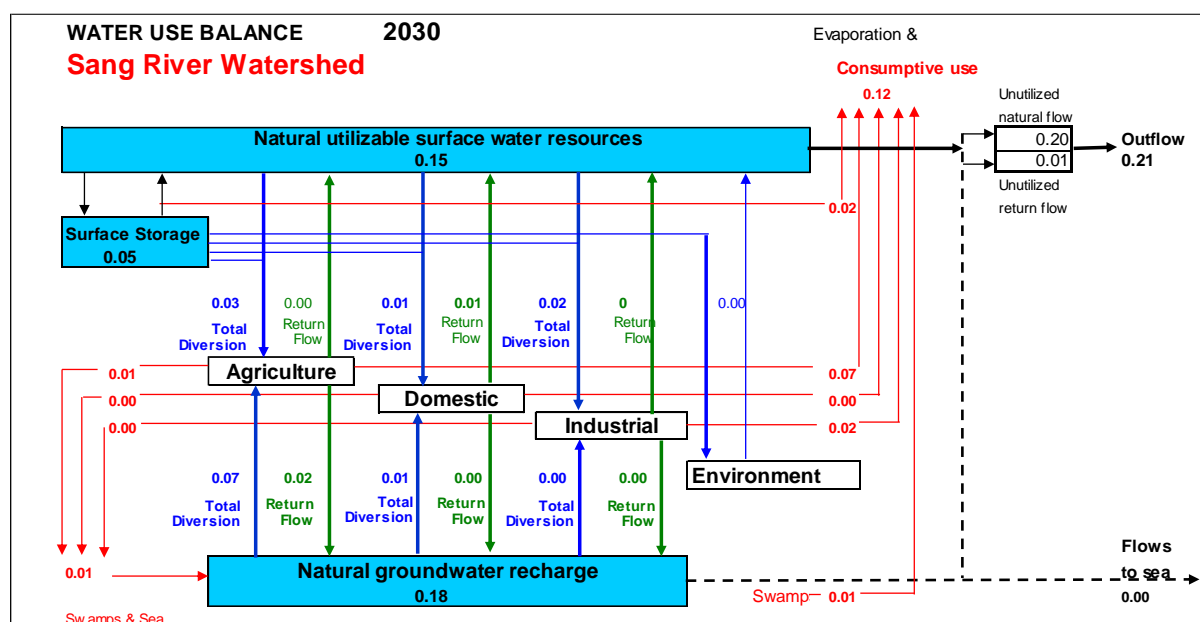 WATER USE BALANCE 2030
Sang River Watershed
Evaporation &
Consumptive use
0.12
Unutilized
natural flow
0.20
0.01
Outflow
0.21
Unutilized
return flow
Natural utilizable surface water resources
0.15
0.02
Surface Storage
0.05
0.03
Total
Diversion
0.00
Return
Flow
0.01
Total
Diversion
0.01
Return
Flow
0.02
Total
Diversion
0
Return
Flow
0.00
Agriculture
0.01
0.07
Domestic
0.00
0.00
Industrial
0.00
0.02
Environment
0.07
Total
Diversion
0.02
Return
Flow
0.01
Total
Diversion
0.00
Return
Flow
0.00
Total
Diversion
0.00
Return
Flow
0.01
Natural groundwater recharge
0.18
Swamp
0.01
Flows
to sea
0.00
Swamps & Sea